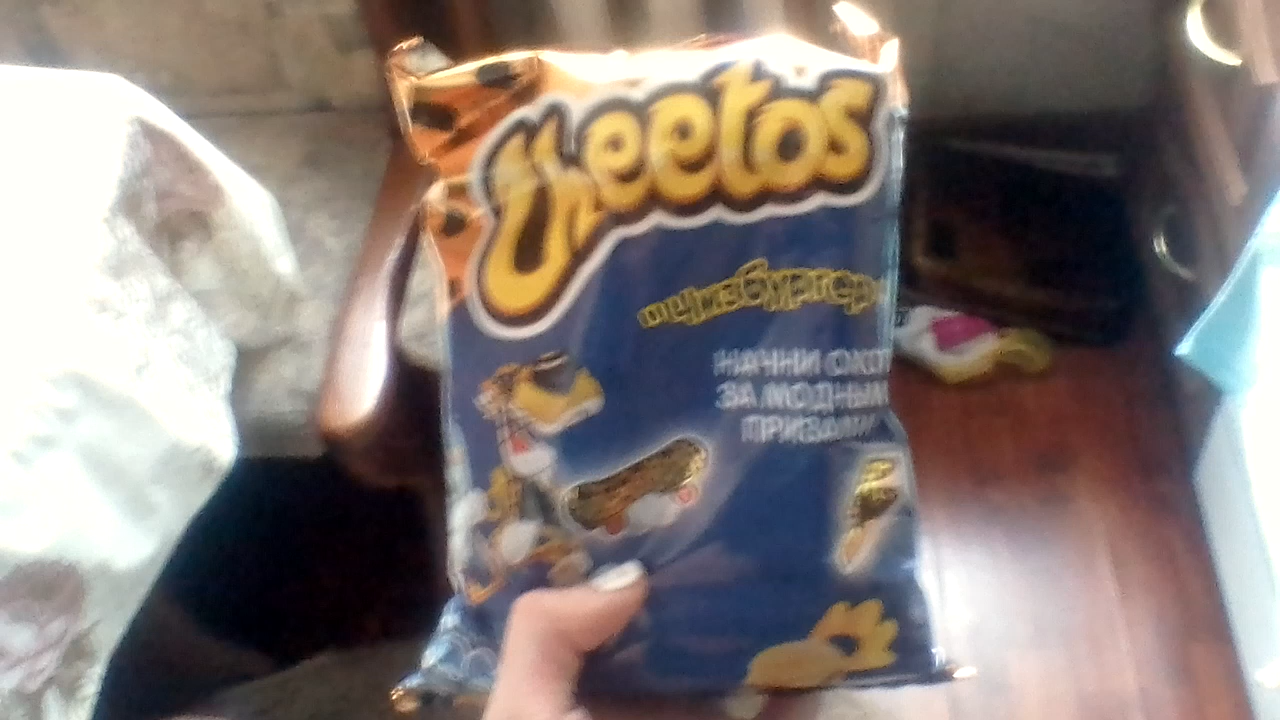 Cheetos
чизбургер
НАЧНИ ОХОТ
ЗА МОДНЫМ
ПРИЗАМИ